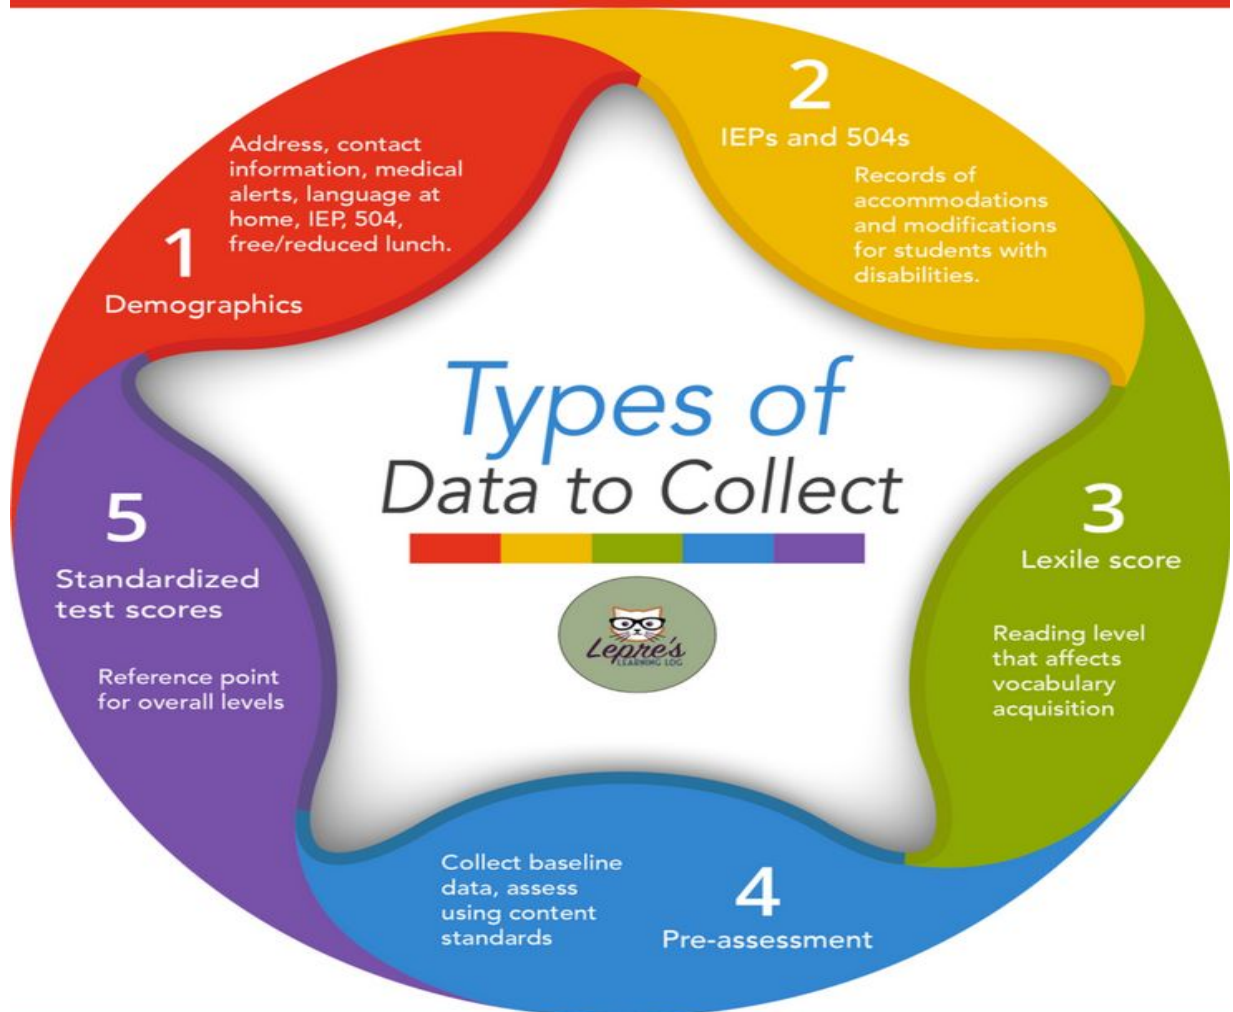 1
Demographics
Address, contact
information, medical
alerts, language at
home, IEP, 504,
free/reduced lunch.
2
IEPs and 504s
Records of
accommodations
and modifications
for students with
disabilities.
Types of
Data to Collect
Lepre's
LEARNING LOG
3
Lexile score
Reading level
that affects
vocabulary
acquisition
4
Pre-assessment
Collect baseline
data, assess
using content
standards
5
Standardized
test scores
Reference point
for overall levels